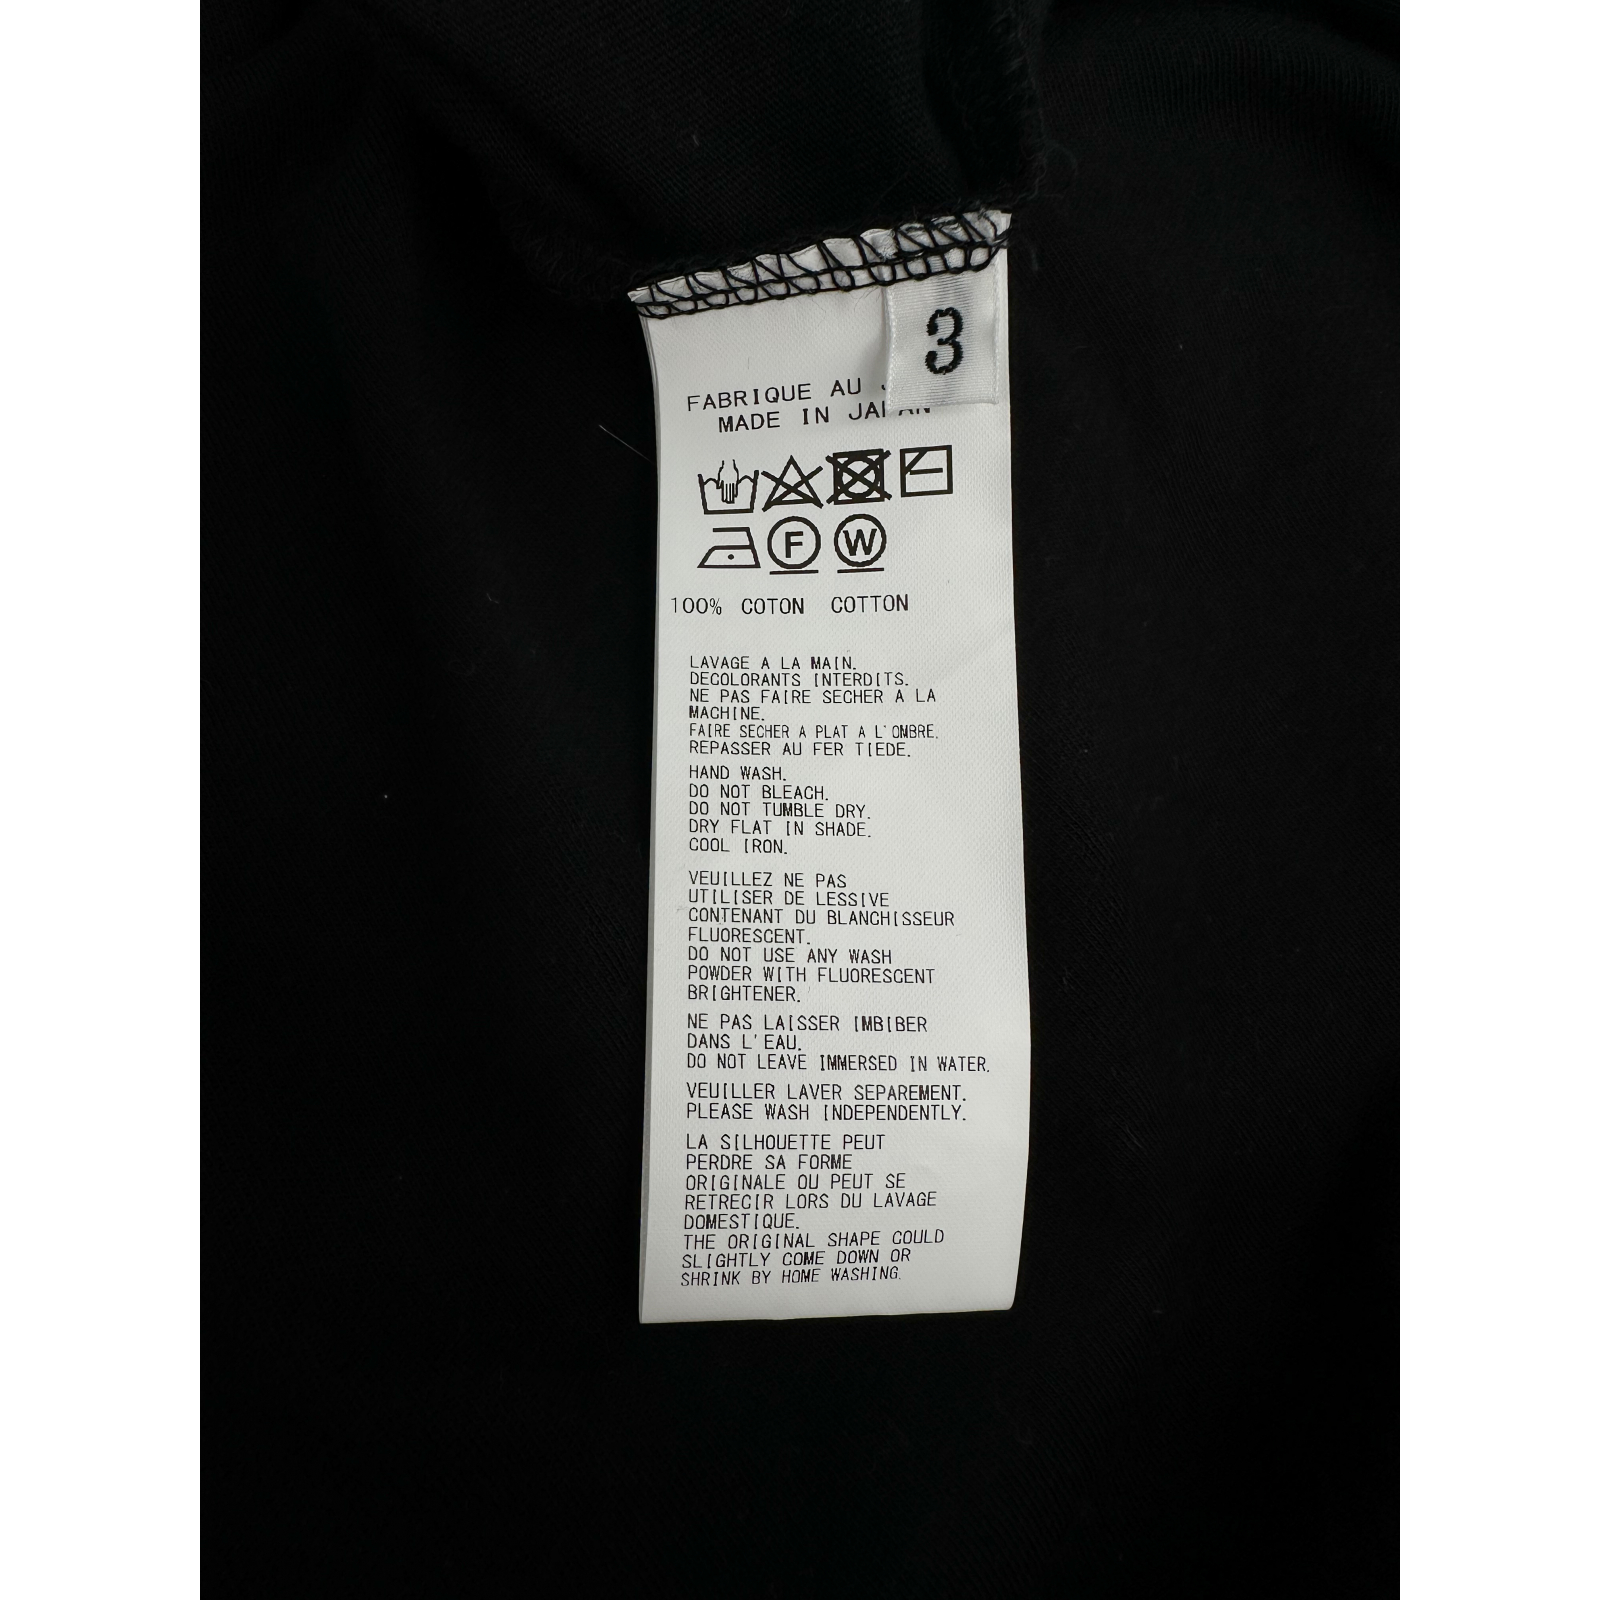 3
FABRIQUE AU
MADE IN JAPAN
F W
100% COTON COTTON
LAVAGE A LA MAIN.
DECOLORANTS INTERDITS.
NE PAS FAIRE SECHER A LA
MACHINE.
FAIRE SECHER A PLAT A L'OMBRE.
REPASSER AU FER TIEDE.
HAND WASH.
DO NOT BLEACH.
DO NOT TUMBLE DRY.
DRY FLAT IN SHADE.
COOL IRON.
VEUILLEZ NE PAS
UTILISER DE LESSIVE
CONTENANT DU BLANCHISSEUR
FLUORESCENT.
DO NOT USE ANY WASH
POWDER WITH FLUORESCENT
BRIGHTENER.
NE PAS LAISSER IMBIBER
DANS L'EAU.
DO NOT LEAVE IMMERSED IN WATER.
VEUILLER LAVER SEPAREMENT.
PLEASE WASH INDEPENDENTLY.
LA SILHOUETTE PEUT
PERDRE SA FORME
ORIGINALE OU PEUT SE
RETRECIR LORS DU LAVAGE
DOMESTIQUE.
THE ORIGINAL SHAPE COULD
SLIGHTLY COME DOWN OR
SHRINK BY HOME WASHING.